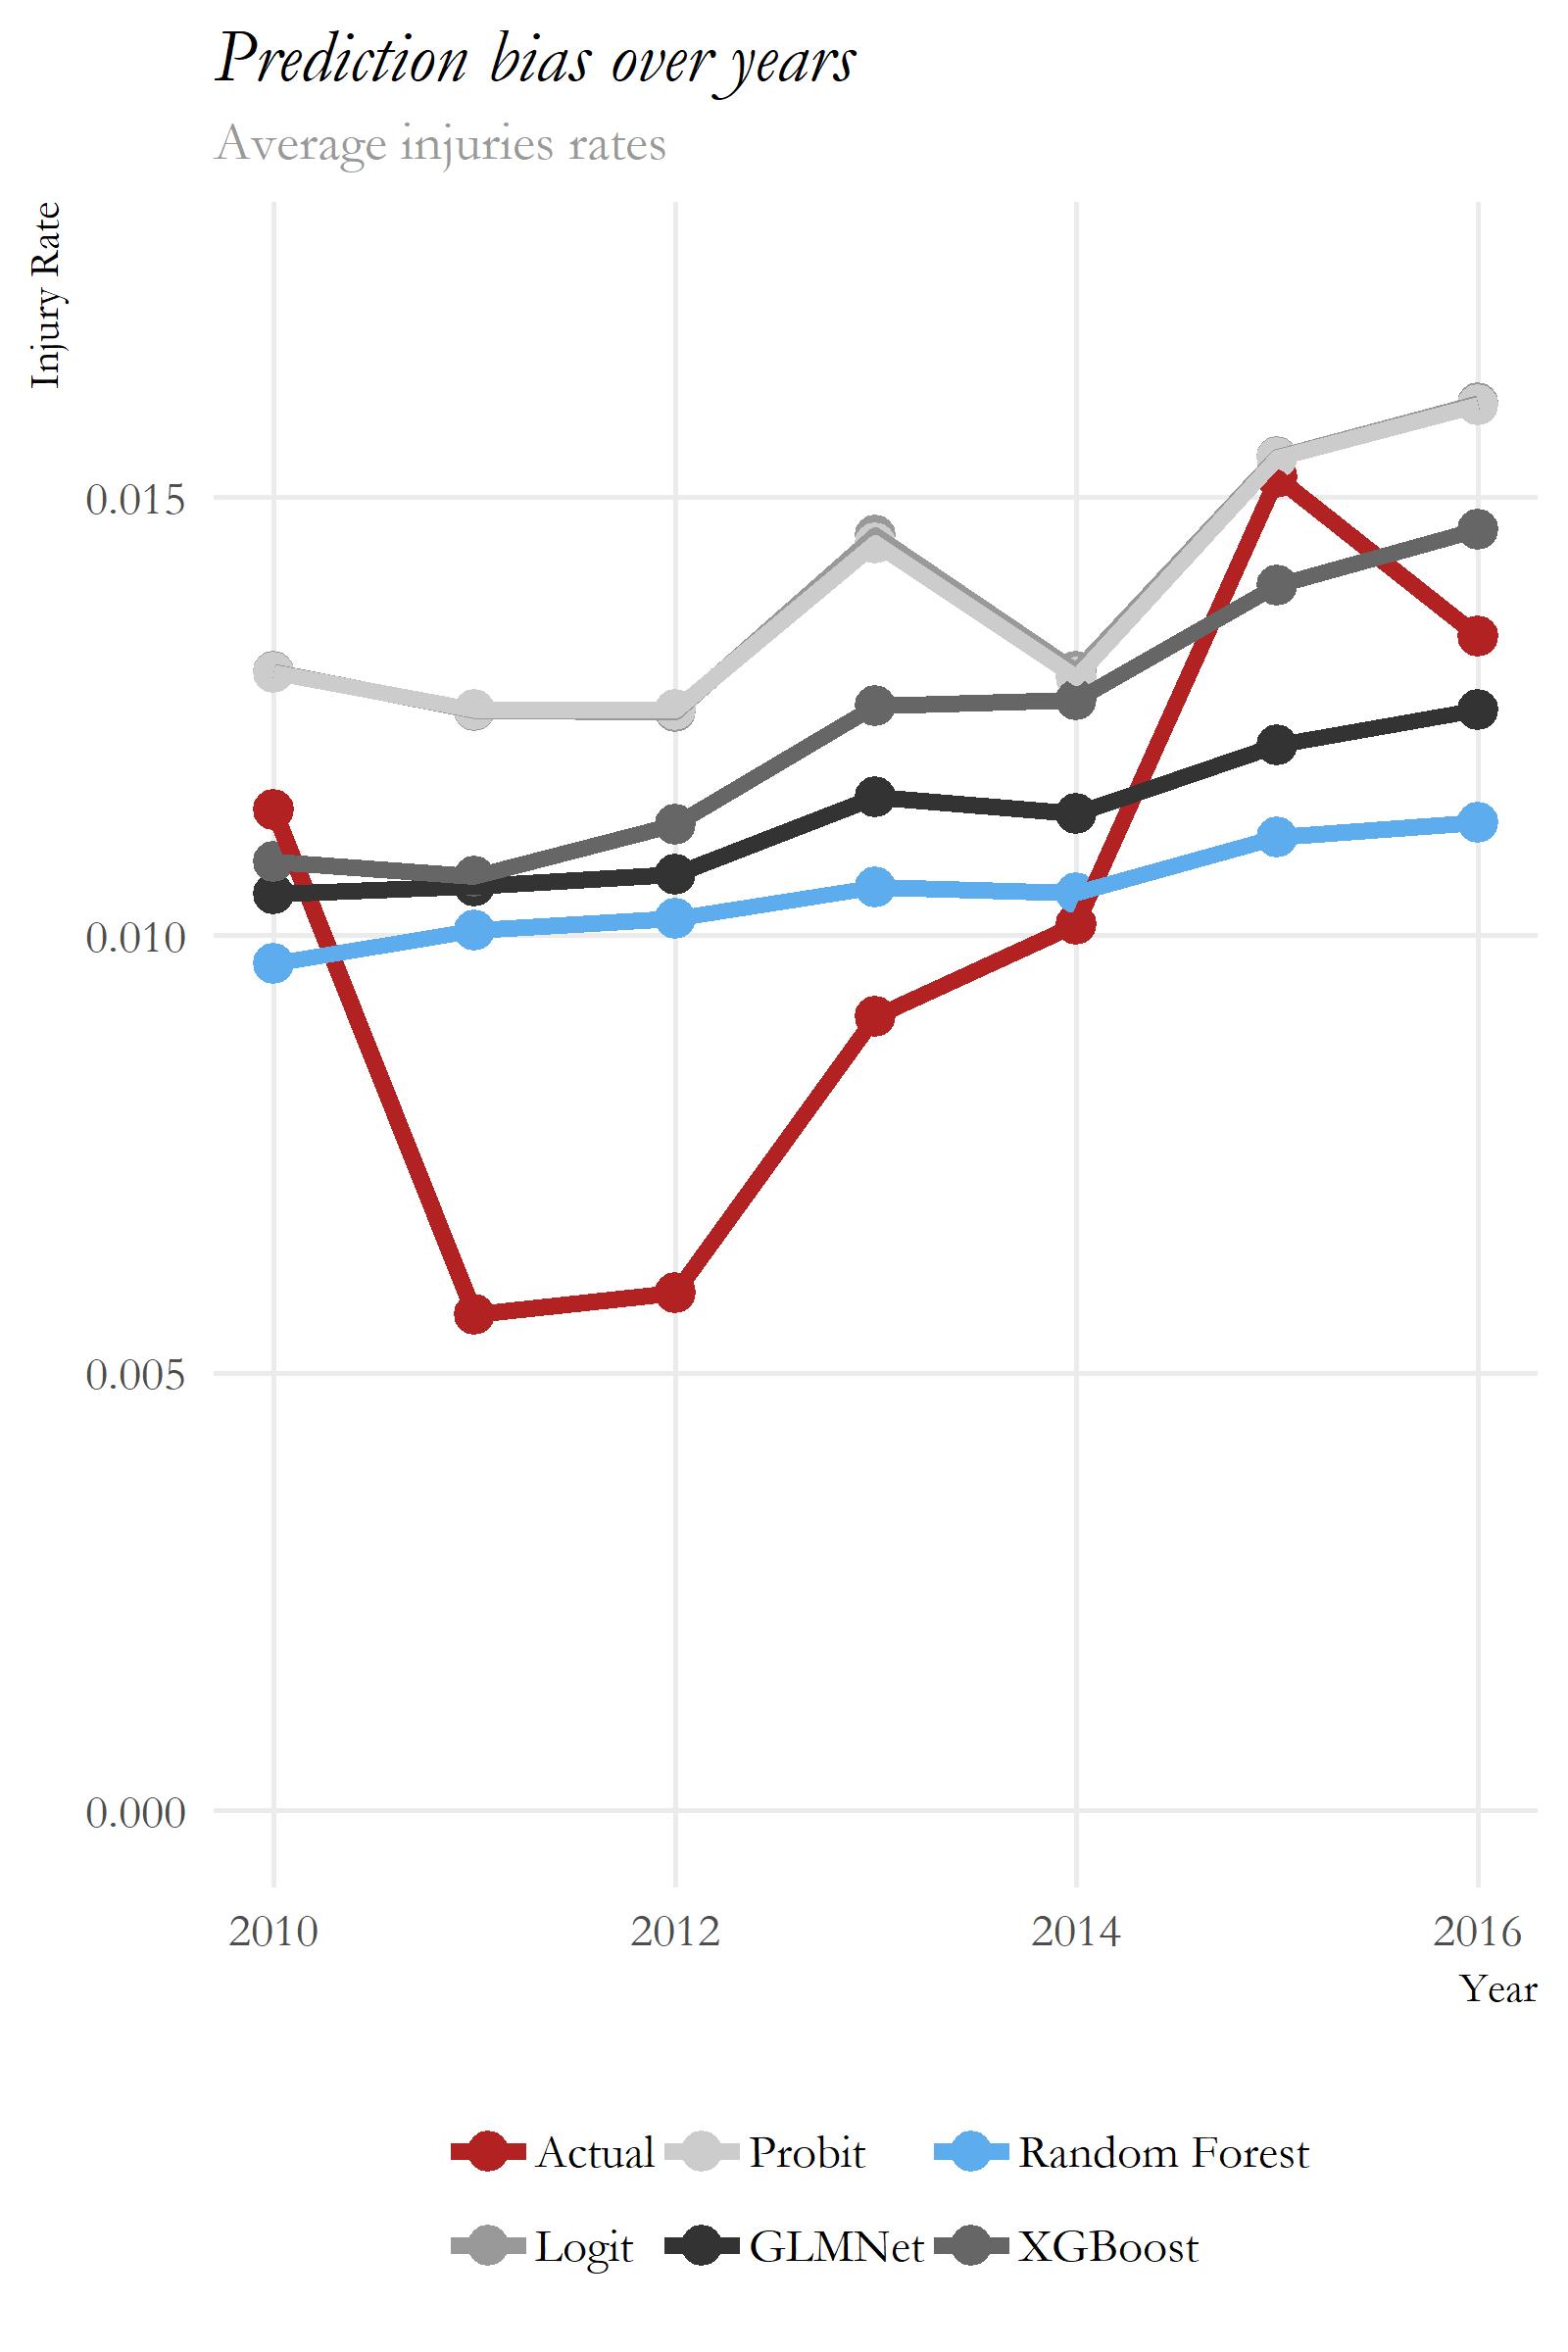 Prediction bias over years
Average injuries rates
Injury Rate
0.015
0.010
0.005
0.000
2010 2012 2014 2016
Year
Actual Probit Random Forest
Logit GLMNet XGBoost